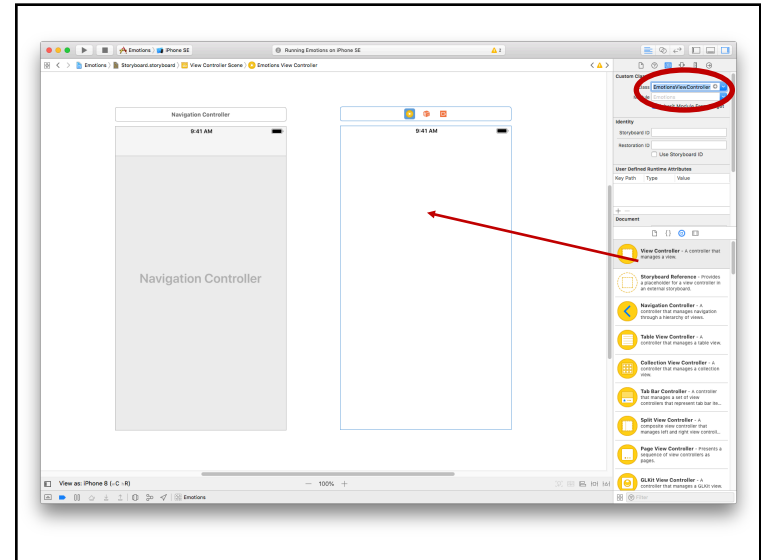 Emotions iPhone SE
Running Emotions on iPhone SE
2
Emotions Storyboard.storyboard View Controller Scene Emotions View Controller
Custom Class
Class EmotionsViewController
Module Emotions
Identity
Storyboard ID
Restoration ID
Use Storyboard ID
User Defined Runtime Attributes
Key Path Type Value
Document
Navigation Controller
9:41 AM
9:41 AM
Navigation Controller
View Controller - A controller that
manages a view.
Storyboard Reference - Provides
a placeholder for a view controller in
an external storyboard.
Navigation Controller - A
controller that manages navigation
through a hierarchy of views.
Table View Controller - A
controller that manages a table view.
Collection View Controller - A
controller that manages a collection
view.
Tab Bar Controller - A controller
that manages a set of view
controllers that represent tab bar ite...
Split View Controller - A
composite view controller that
manages left and right view controll...
Page View Controller - Presents a
sequence of view controllers as
pages.
GLKit View Controller - A
controller that manages a GLKit view.
View as: iPhone 8 (wC hR)
— 100% +
Emotions
Filter